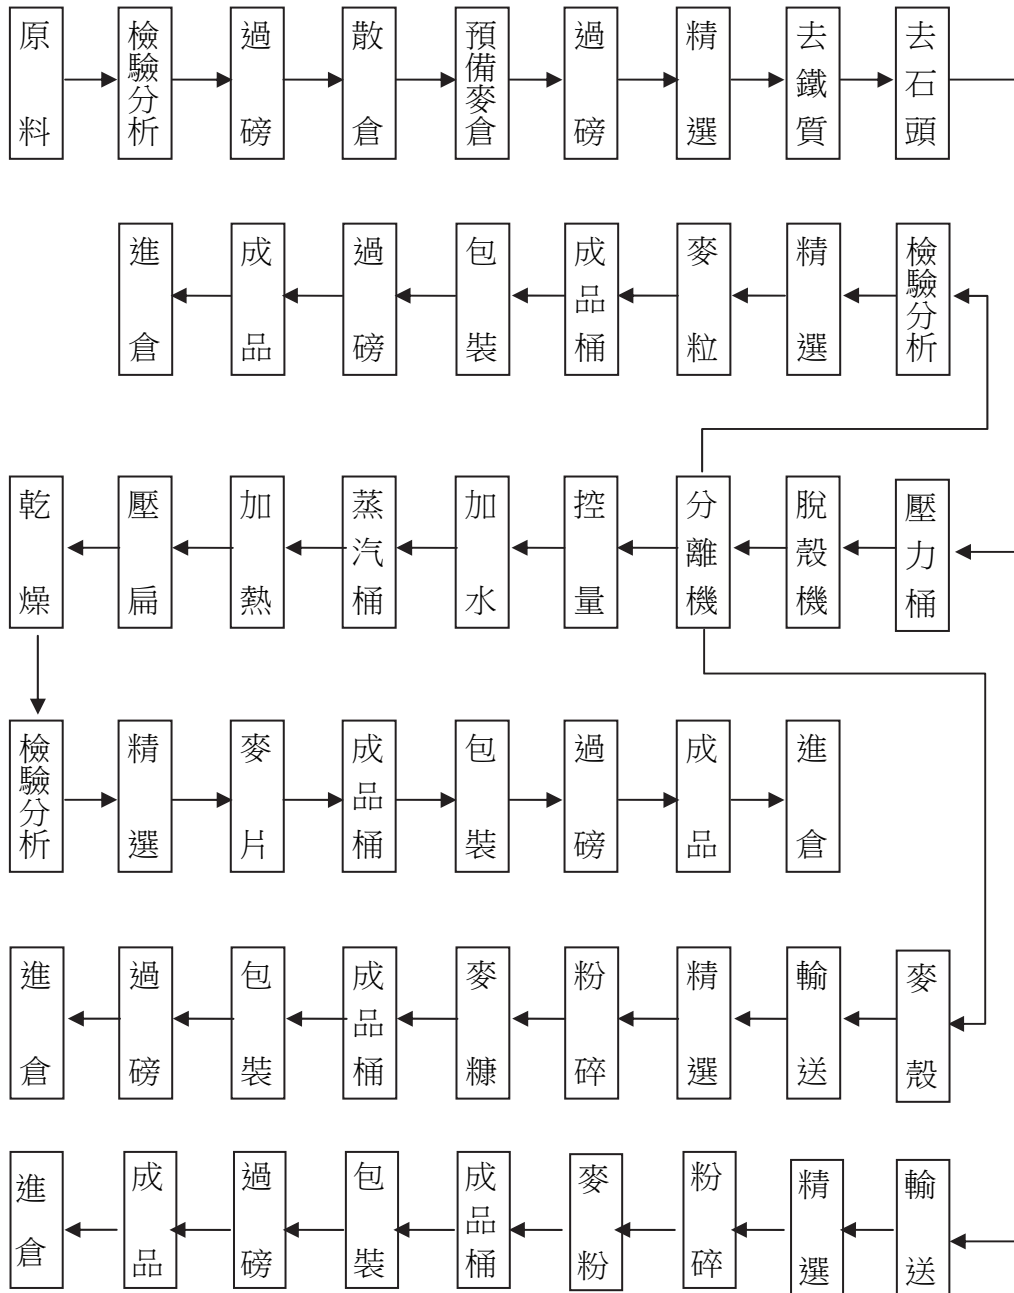 原料
檢驗分析
過磅
散倉
預備麥倉
過磅
精選
去鐵質
去石頭
進倉
成品
過磅
包裝
成品桶
麥粒
精選
檢驗分析
乾燥
壓扁
加熱
蒸汽桶
加水
控量
分離機
脫殼機
壓力桶
檢驗分析
精選
麥片
成品桶
包裝
過磅
成品
進倉
進倉
過磅
包裝
成品桶
麥糠
粉碎
精選
輸送
麥殼
進倉
成品
過磅
包裝
成品桶
麥粉
粉碎
精選
輸送